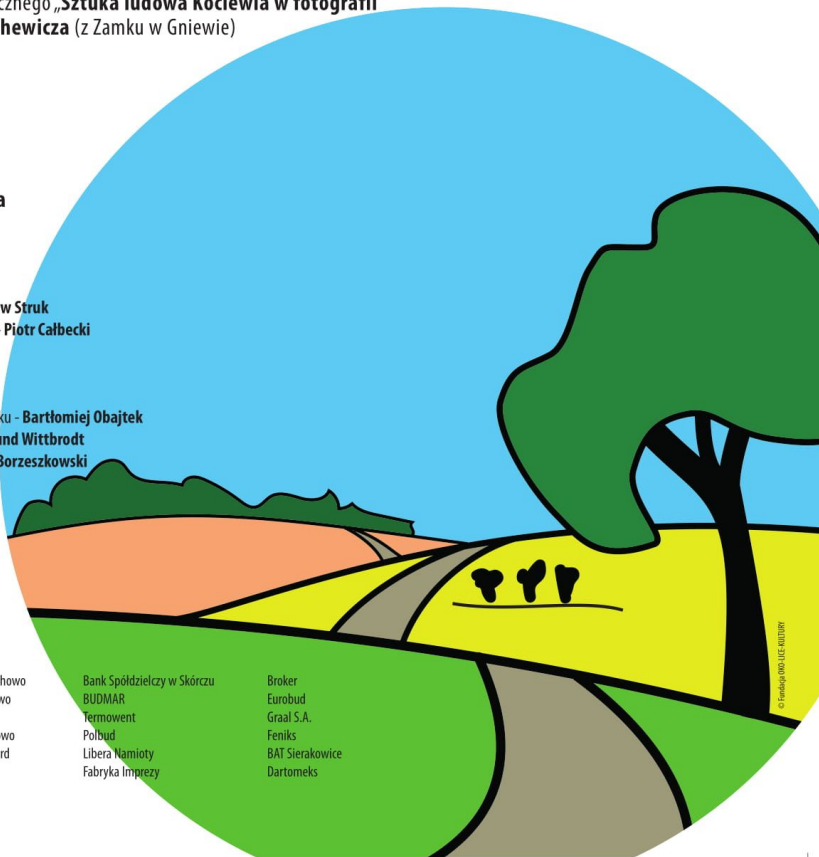 cznego „Sztuka ludowa Kociewia w fotografii
hewicza (z Zamku w Gniewie)
a
w Struk
- Piotr Całbecki
ku - Bartłomiej Obajtek
und Wittbrodt
Borzeszkowski
howo
wo
owo
rd
Bank Spółdzielczy w Skórczu
BUDMAR
Termowent
Polbud
Libera Namioty
Fabryka Imprezy
Broker
Eurobud
Graal S.A.
Feniks
BAT Sierakowice
Dartomeks
© Fundacja OKO-LICE-KULTURY